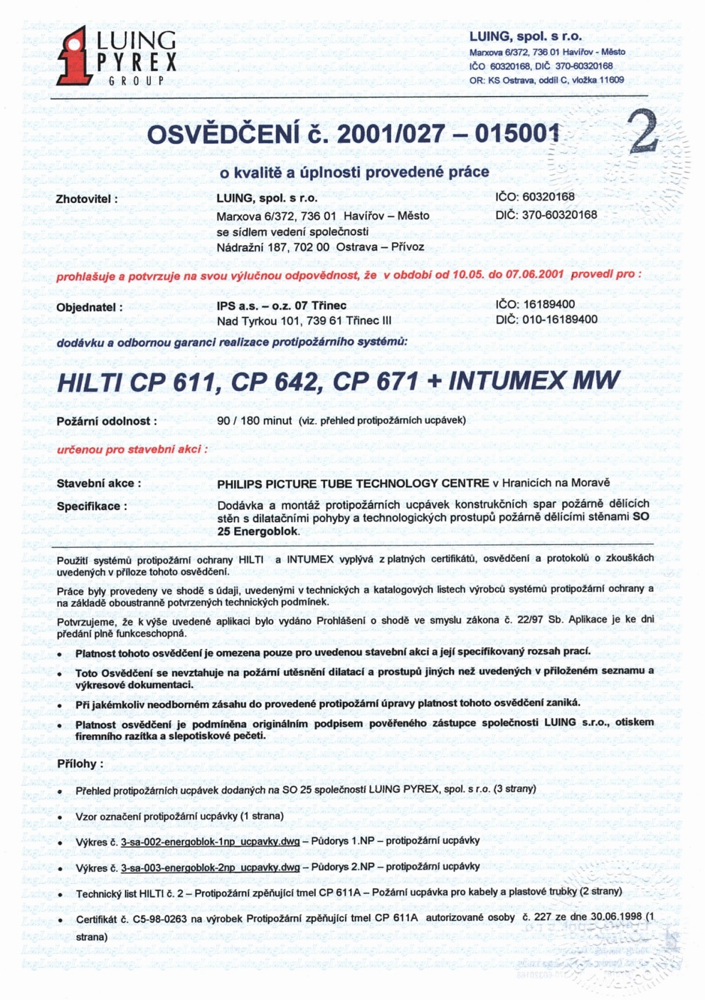 LUING
PYREX
GROUP
LUING, spol. s r.o.
Marxova 6/372, 736 01 Havířov - Město
IČO 60320168, DIČ 370-60320168
OR: KS Ostrava, oddíl C, vložka 11609
2
OSVĚDČENÍ č. 2001/027 – 015001
o kvalitě a úplnosti provedené práce
Zhotovitel : LUING, spol. s r.o. IČO: 60320168
Marxova 6/372, 736 01 Havířov – Město DIČ: 370-60320168
se sídlem vedení společnosti
Nádražní 187, 702 00 Ostrava – Přívoz
prohlašuje a potvrzuje na svou výlučnou odpovědnost, že v období od 10.05. do 07.06.2001 provedl pro :
Objednatel : IPS a.s. – o.z. 07 Třinec IČO: 16189400
Nad Tyrkou 101, 739 61 Třinec III DIČ: 010-16189400
dodávku a odbornou garanci realizace protipožárního systémů:
HILTI CP 611, CP 642, CP 671 + INTUMEX MW
Požární odolnost : 90 / 180 minut (viz. přehled protipožárních ucpávek)
určenou pro stavební akci :
Stavební akce : PHILIPS PICTURE TUBE TECHNOLOGY CENTRE v Hranicích na Moravě
Specifikace : Dodávka a montáž protipožárních ucpávek konstrukčních spar požárně dělících
stěn s dilatačními pohyby a technologických prostupů požárně dělícími stěnami SO
25 Energoblok.
Použití systémů protipožární ochrany HILTI a INTUMEX vyplývá z platných certifikátů, osvědčení a protokolů o zkouškách
uvedených v příloze tohoto osvědčení.
Práce byly provedeny ve shodě s údaji, uvedenými v technických a katalogových listech výrobců systémů protipožární ochrany a
na základě oboustranně potvrzených technických podmínek.
Potvrzujeme, že k výše uvedené aplikaci bylo vydáno Prohlášení o shodě ve smyslu zákona č. 22/97 Sb. Aplikace je ke dni
předání plně funkceschopná.
• Platnost tohoto osvědčení je omezena pouze pro uvedenou stavební akci a její specifikovaný rozsah prací.
• Toto Osvědčení se nevztahuje na požární utěsnění dilatací a prostupů jiných než uvedených v přiloženém seznamu a
výkresové dokumentaci.
• Při jakémkoliv neodborném zásahu do provedené protipožární úpravy platnost tohoto osvědčení zaniká.
• Platnost osvědčení je podmíněna originálním podpisem pověřeného zástupce společnosti LUING s.r.o., otiskem
firemního razítka a slepotiskové pečeti.
Přílohy :
• Přehled protipožárních ucpávek dodaných na SO 25 společností LUING PYREX, spol. s r.o. (3 strany)
• Vzor označení protipožární ucpávky (1 strana)
• Výkres č. 3-sa-002-energoblok-1np_ucpavky.dwg – Půdorys 1.NP – protipožární ucpávky
• Výkres č. 3-sa-003-energoblok-2np_ucpavky.dwg – Půdorys 2.NP – protipožární ucpávky
• Technický list HILTI č. 2 – Protipožární zpěňující tmel CP 611A – Požární ucpávka pro kabely a plastové trubky (2 strany)
• Certifikát č. C5-98-0263 na výrobek Protipožární zpěňující tmel CP 611A autorizované osoby č. 227 ze dne 30.06.1998 (1
strana)